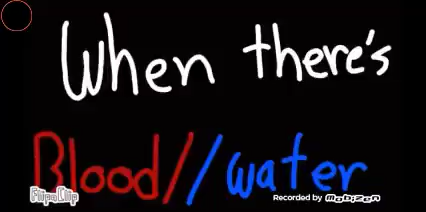 When there's
Blood//water
FlipaClip
Recorded by Mobizen